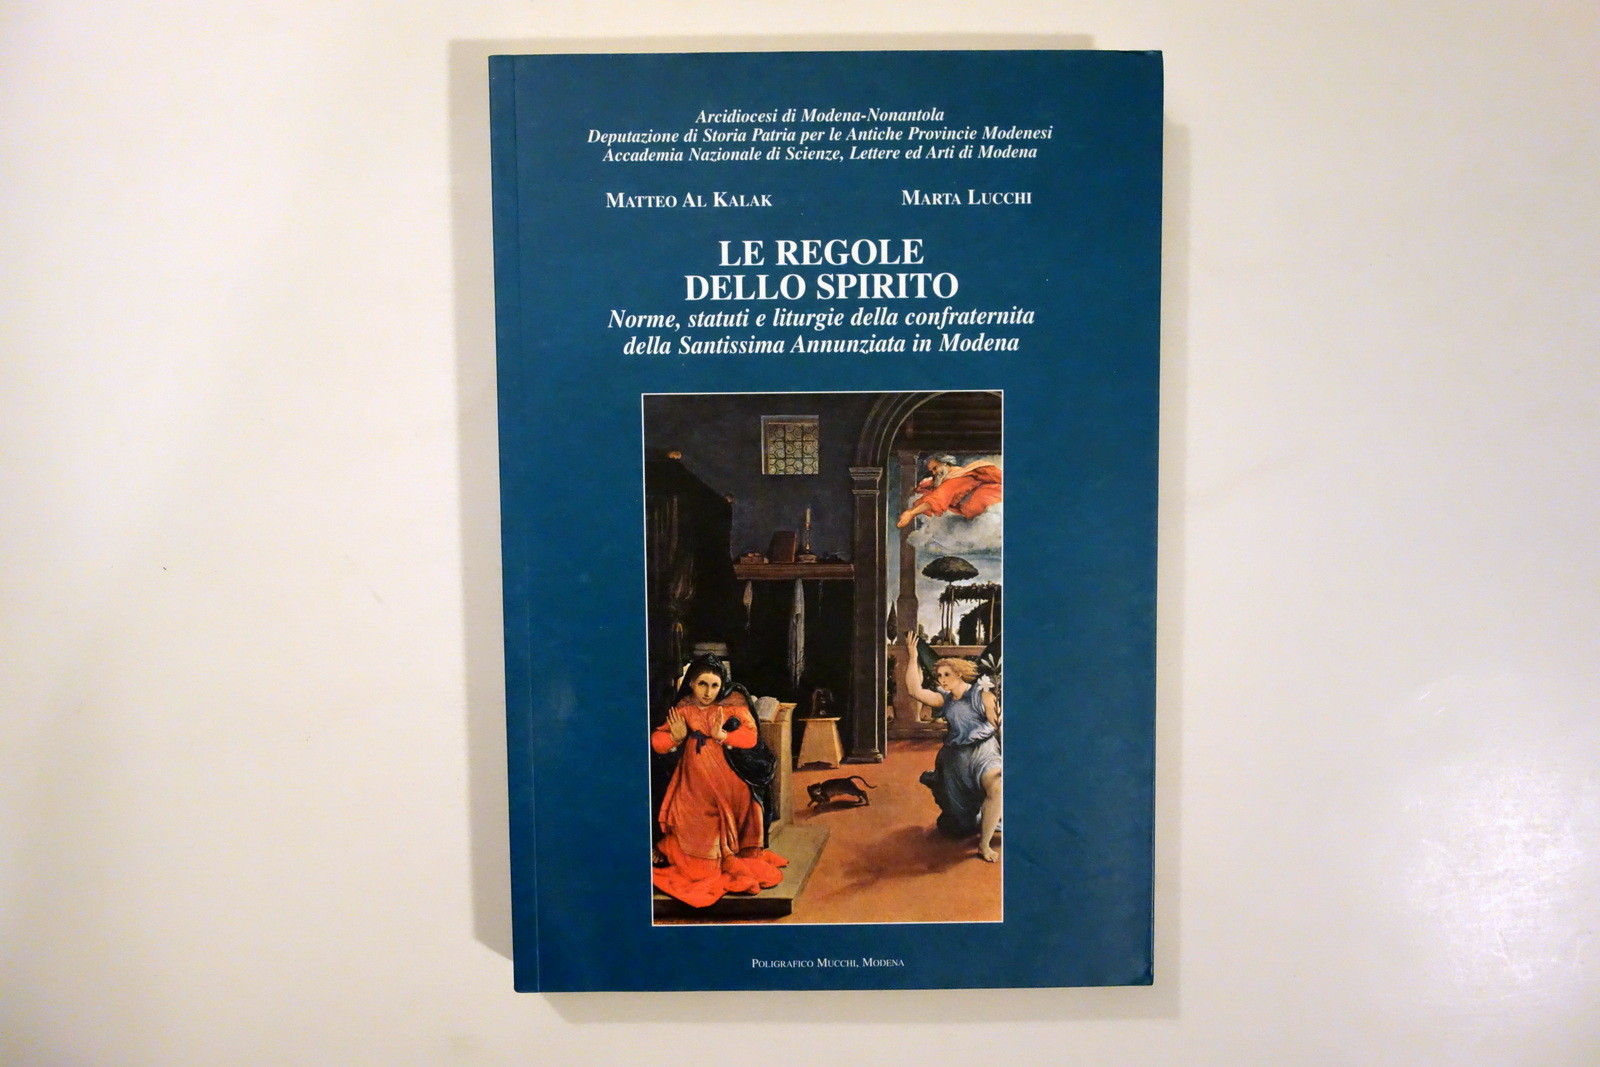 Arcidiocesi di Modena-Nonantola
Deputazione di Storia Patria per le Antiche Provincie Modenesi
Accademia Nazionale di Scienze, Lettere ed Arti di Modena
MATTEO AL KALAK MARTA LUCCHI
LE REGOLE
DELLO SPIRITO
Norme, statuti e liturgie della confraternita
della Santissima Annunziata in Modena
POLIGRAFICO MUCCHI, MODENA